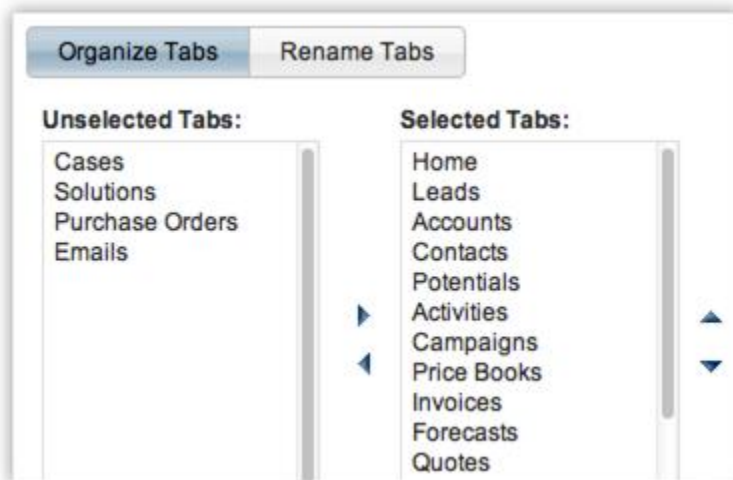 Organize Tabs Rename Tabs
Unselected Tabs:
Cases
Solutions
Purchase Orders
Emails
Selected Tabs:
Home
Leads
Accounts
Contacts
Potentials
Activities
Campaigns
Price Books
Invoices
Forecasts
Quotes